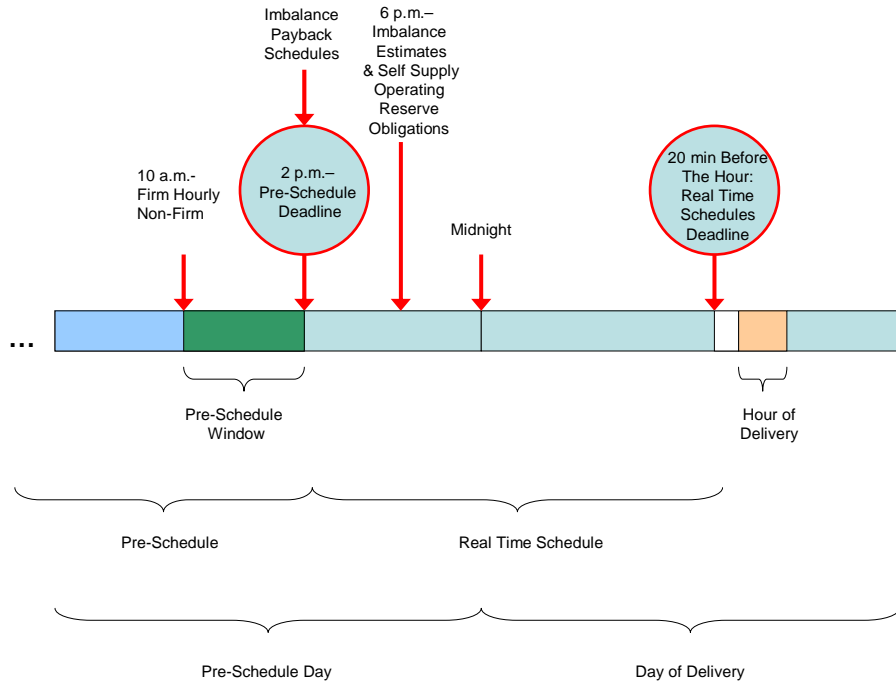 Imbalance
Payback
Schedules
6 p.m.–
Imbalance
Estimates
& Self Supply
Operating
Reserve
Obligations
10 a.m.-
Firm Hourly
Non-Firm
2 p.m.–
Pre-Schedule
Deadline
Midnight
20 min Before
The Hour:
Real Time
Schedules
Deadline
...
Pre-Schedule
Window
Hour of
Delivery
Pre-Schedule
Real Time Schedule
Pre-Schedule Day
Day of Delivery